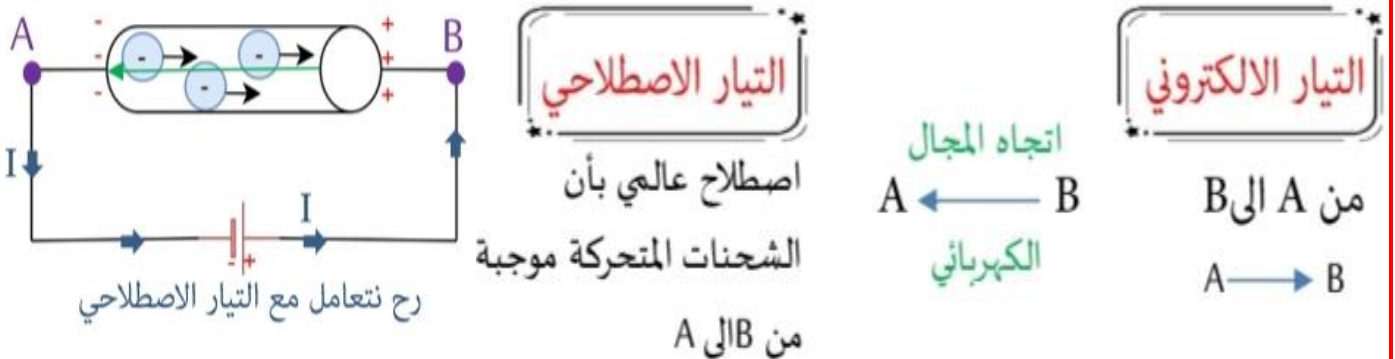 التيار الالكتروني
من A الىB
A B
اتجاه المجال
A B
الكهربائي
التيار الاصطلاحي
اصطلاح عالمي بأن
الشحنات المتحركة موجبة
من Bالى A
A
B
-
-
-
+
+
+
-
-
-
I
I
-
+
رح نتعامل مع التيار الاصطلاحي